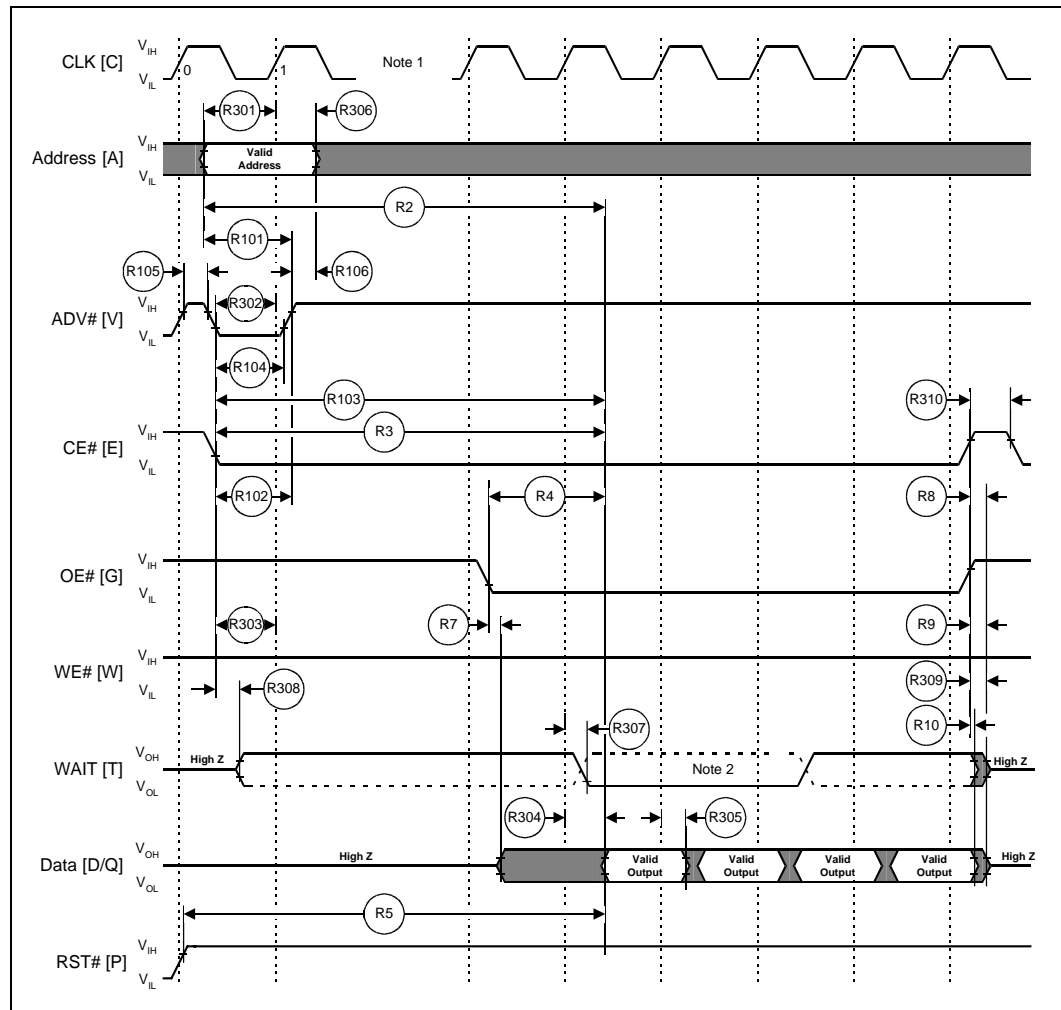 CLK [C]
VIH
VIL
0
1
Note 1
R301
R306
Address [A]
VIH
VIL
Valid
Address
R2
R101
R105
R106
ADV# [V]
VIH
VIL
R302
R104
R103
R310
CE# [E]
VIH
VIL
R3
R102
R4
R8
OE# [G]
VIH
VIL
R303
R7
R9
WE# [W]
VIH
VIL
R308
R309
R307
R10
WAIT [T]
VOH
VOL
High Z
Note 2
High Z
R304
R305
Data [D/Q]
VOH
VOL
High Z
Valid
Output
Valid
Output
Valid
Output
Valid
Output
High Z
R5
RST# [P]
VIH
VIL